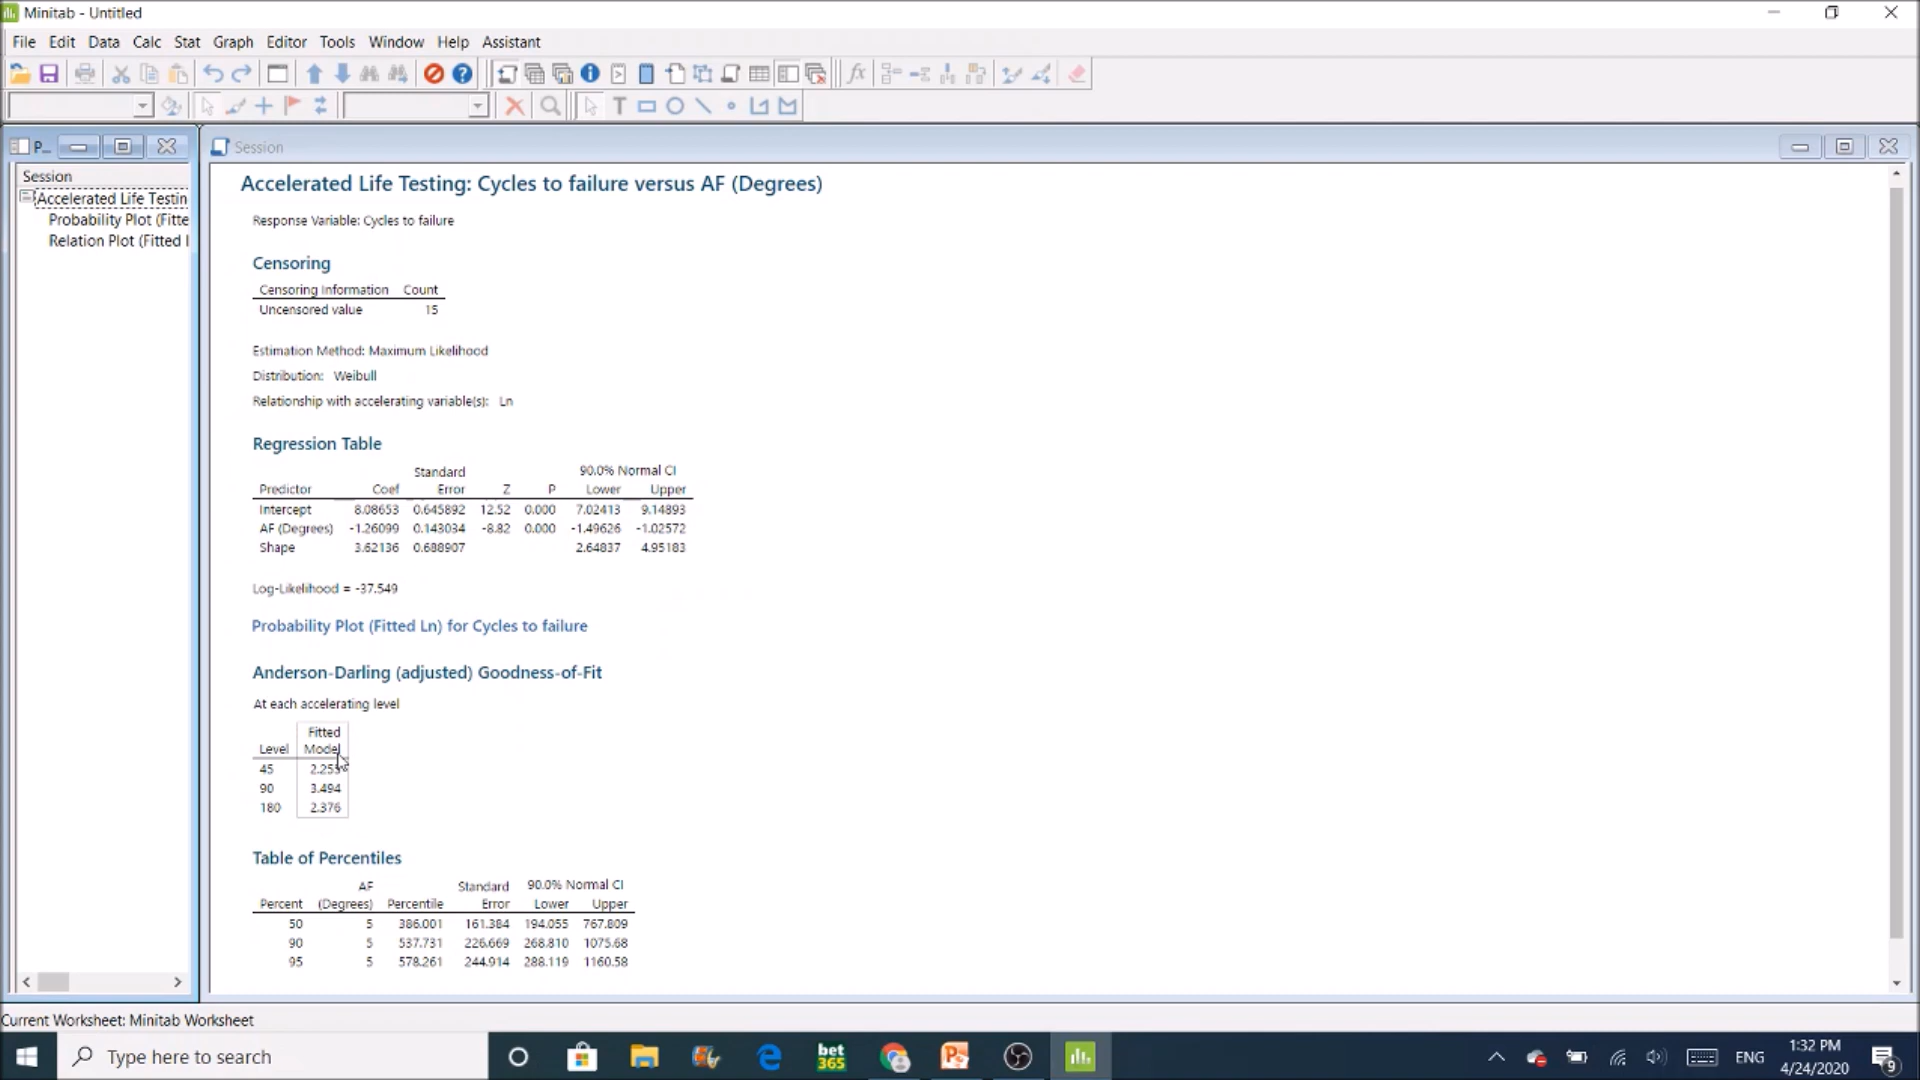 Minitab - Untitled
File Edit Data Calc Stat Graph Editor Tools Window Help Assistant
P...
Session
Accelerated Life Testin
Probability Plot (Fitte
Relation Plot (Fitted I
Session
Accelerated Life Testing: Cycles to failure versus AF (Degrees)
Response Variable: Cycles to failure
Censoring
Censoring Information Count
Uncensored value 15
Estimation Method: Maximum Likelihood
Distribution: Weibull
Relationship with accelerating variable(s): Ln
Regression Table
Standard 90.0% Normal CI
Predictor Coef Error Z P Lower Upper
Intercept 8.08653 0.645892 12.52 0.000 7.02413 9.14893
AF (Degrees) -1.26099 0.143034 -8.82 0.000 -1.49626 -1.02572
Shape 3.62136 0.688907 2.64837 4.95183
Log-Likelihood = -37.549
Probability Plot (Fitted Ln) for Cycles to failure
Anderson-Darling (adjusted) Goodness-of-Fit
At each accelerating level
Fitted
Level Model
45
90 3.494
180 2.376
Table of Percentiles
AF Standard 90.0% Normal CI
Percent (Degrees) Percentile Error Lower Upper
50 5 386.001 161.384 194.055 767.809
90 5 537.731 226.669 268.810 1075.68
95 5 578.261 244.914 288.119 1160.58
Current Worksheet: Minitab Worksheet
Type here to search
bet
365
ENG
1:32 PM
4/24/2020
9